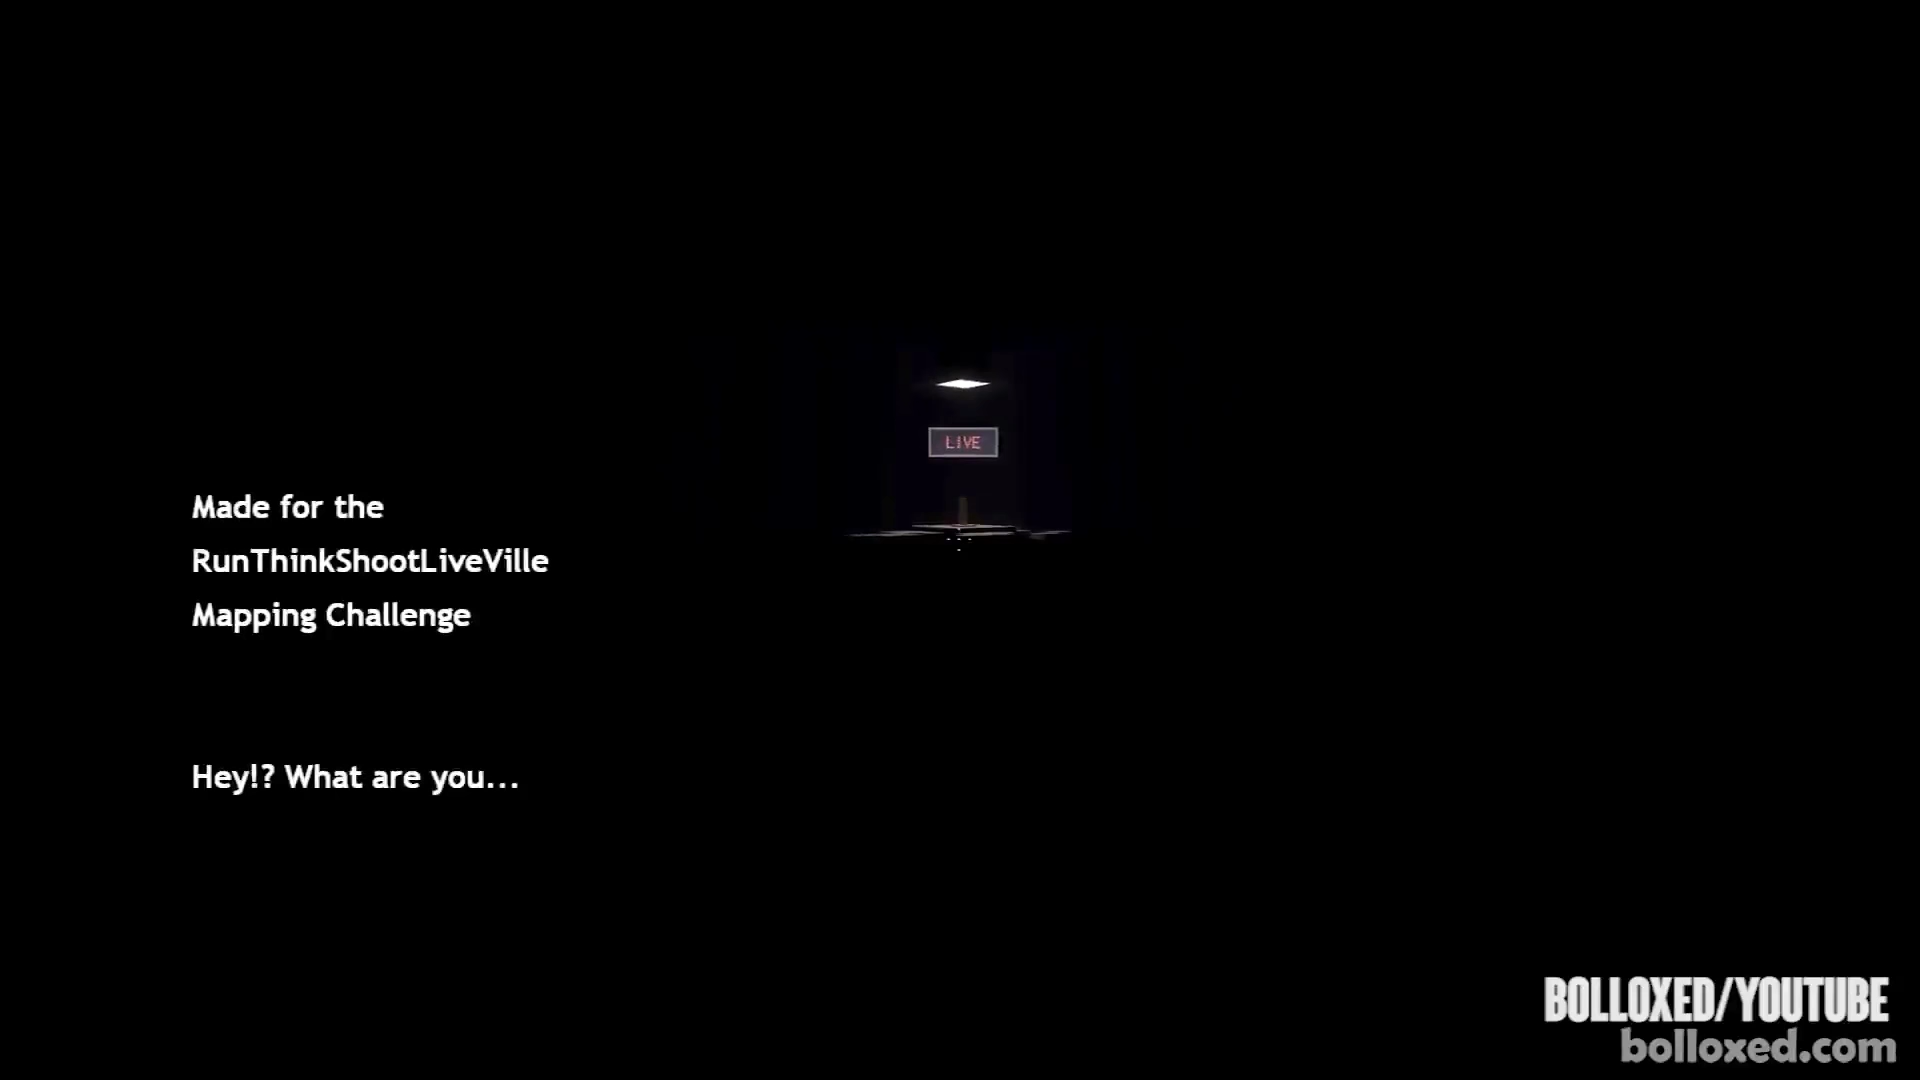 LIVE
Made for the
RunThinkShootLiveVille
Mapping Challenge
Hey!? What are you...
BOLLOXED/YOUTUBE
bolloxed.com